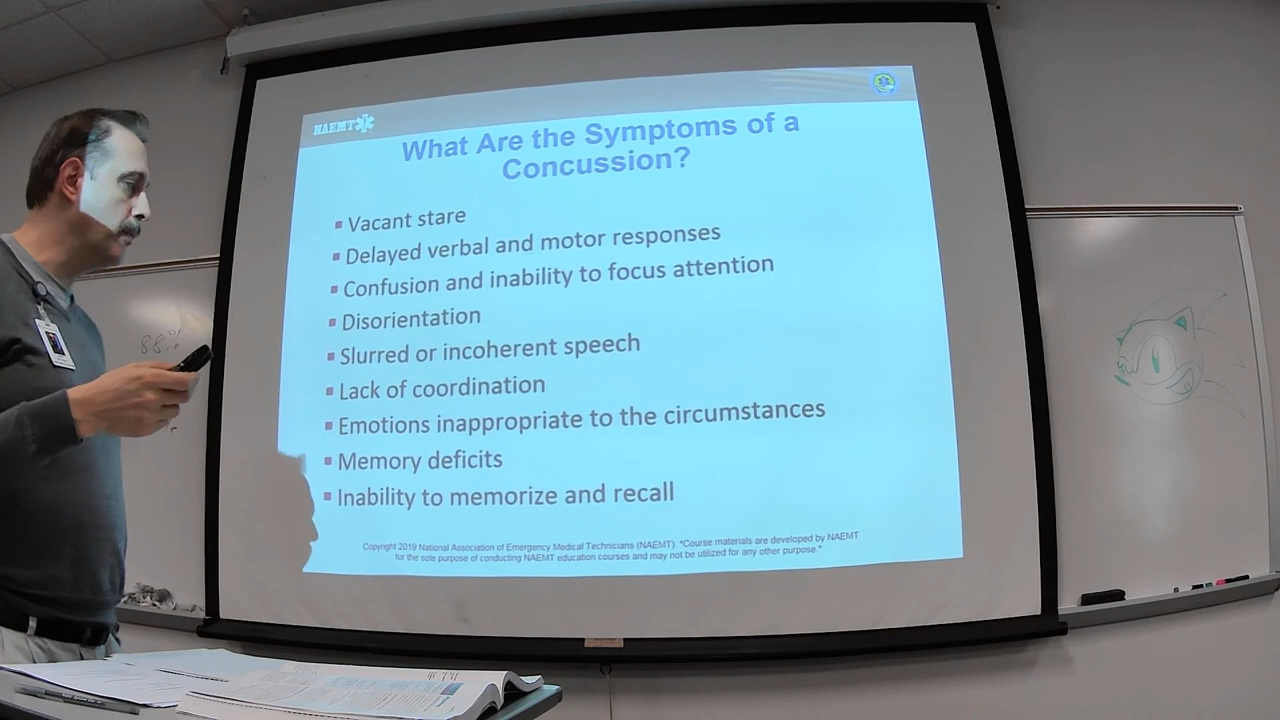 NAEMT
What Are the Symptoms of a
Concussion?
Vacant stare
Delayed verbal and motor responses
Confusion and inability to focus attention
Disorientation
Slurred or incoherent speech
Lack of coordination
Emotions inappropriate to the circumstances
Memory deficits
Inability to memorize and recall
Copyright 2019 National Association of Emergency Medical Technicians (NAEMT) "Course materials are developed by NAEMT
for the sole purpose of conducting NAEMT education courses and may not be utilized for any other purpose."
88%